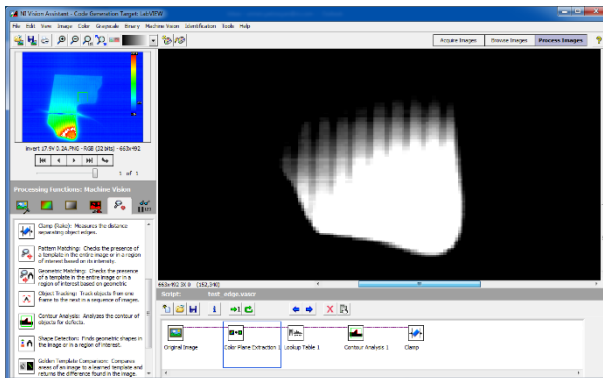 NI Vision Assistant - Code Generation Target: LabVIEW
File Edit View Image Color Grayscale Binary Machine Vision Identification Tools Help
Acquire Images Browse Images Process Images
invert 17.9V 0.2A.PNG - RGB (32 bits) - 663x492
1 of 1
Processing Functions: Machine Vision
Clamp (Rake): Measures the distance
separating object edges.
Pattern Matching: Checks the presence
of a template in the entire image or in a
region of interest based on its intensity.
Geometric Matching: Checks the presence
of a template in the entire image or in a
region of interest based on geometric
Object Tracking: Track objects from one
frame to the next in a sequence of images.
Contour Analysis: Analyzes the contour
of objects for defects.
Shape Detection: Finds geometric shapes in
the image or in a region of interest.
Golden Template Comparison: Compares
areas of an image to a learned template and
returns the difference found in the image.
663x492 3X 0 (152,340)
Script: test_edge.vascr
Original Image Color Plane Extraction 1 Lookup Table 1 Contour Analysis 1 Clamp